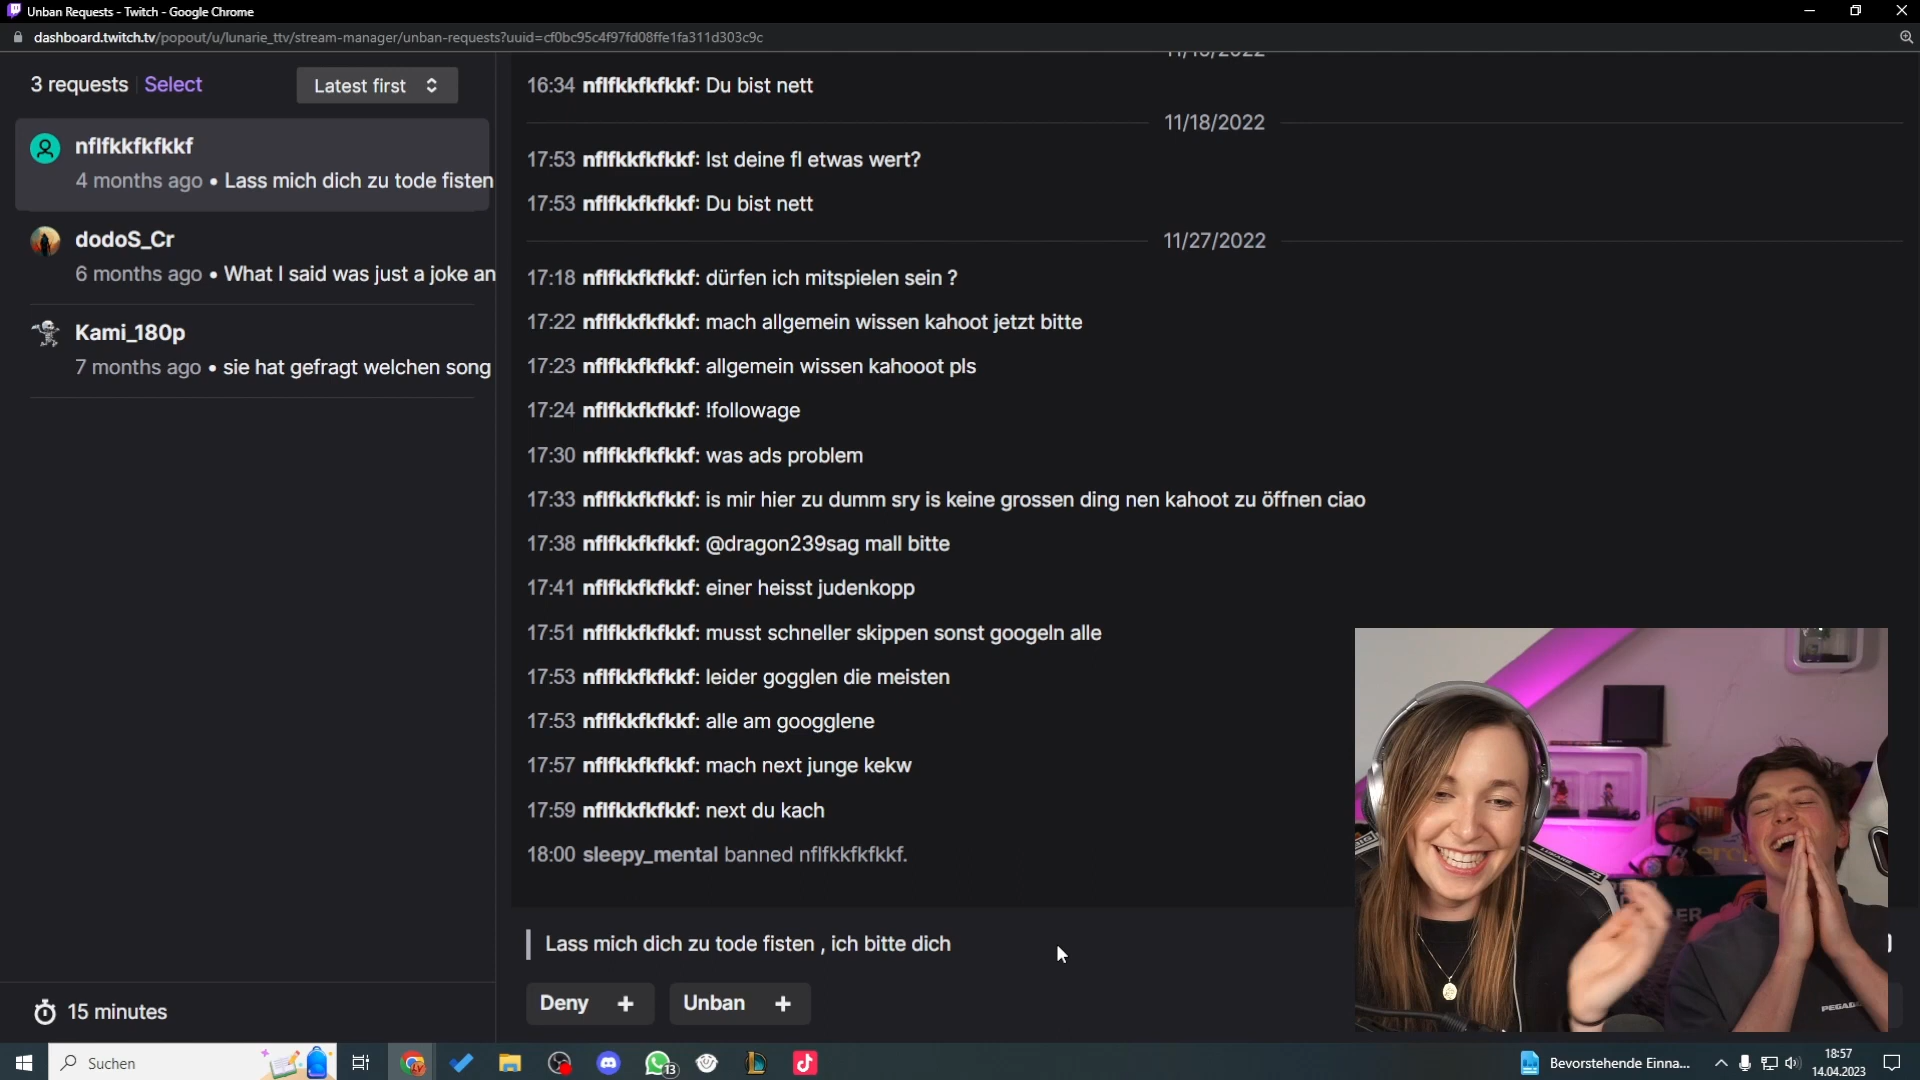 Unban Requests - Twitch - Google Chrome
dashboard.twitch.tv/popout/u/lunarie_ttv/stream-manager/unban-requests?uuid=cf0bc95c4f97fd08ffe1fa311d303c9c
3 requests Select Latest first
nflfkkfkfkkf
4 months ago • Lass mich dich zu tode fisten
dodoS_Cr
6 months ago • What I said was just a joke an
Kami_180p
7 months ago • sie hat gefragt welchen song
15 minutes
16:34 nflfkkfkfkkf: Du bist nett
11/18/2022
17:53 nflfkkfkfkkf: Ist deine fl etwas wert?
17:53 nflfkkfkfkkf: Du bist nett
11/27/2022
17:18 nflfkkfkfkkf: dürfen ich mitspielen sein ?
17:22 nflfkkfkfkkf: mach allgemein wissen kahoot jetzt bitte
17:23 nflfkkfkfkkf: allgemein wissen kahooot pls
17:24 nflfkkfkfkkf: !followage
17:30 nflfkkfkfkkf: was ads problem
17:33 nflfkkfkfkkf: is mir hier zu dumm sry is keine grossen ding nen kahoot zu öffnen ciao
17:38 nflfkkfkfkkf: @dragon239sag mall bitte
17:41 nflfkkfkfkkf: einer heisst judenkopp
17:51 nflfkkfkfkkf: musst schneller skippen sonst googeln alle
17:53 nflfkkfkfkkf: leider gogglen die meisten
17:53 nflfkkfkfkkf: alle am googglene
17:57 nflfkkfkfkkf: mach next junge kekw
17:59 nflfkkfkfkkf: next du kach
18:00 sleepy_mental banned nflfkkfkfkkf.
Lass mich dich zu tode fisten , ich bitte dich
Deny + Unban +
Suchen
13
Bevorstehende Einna...
18:57
14.04.2023